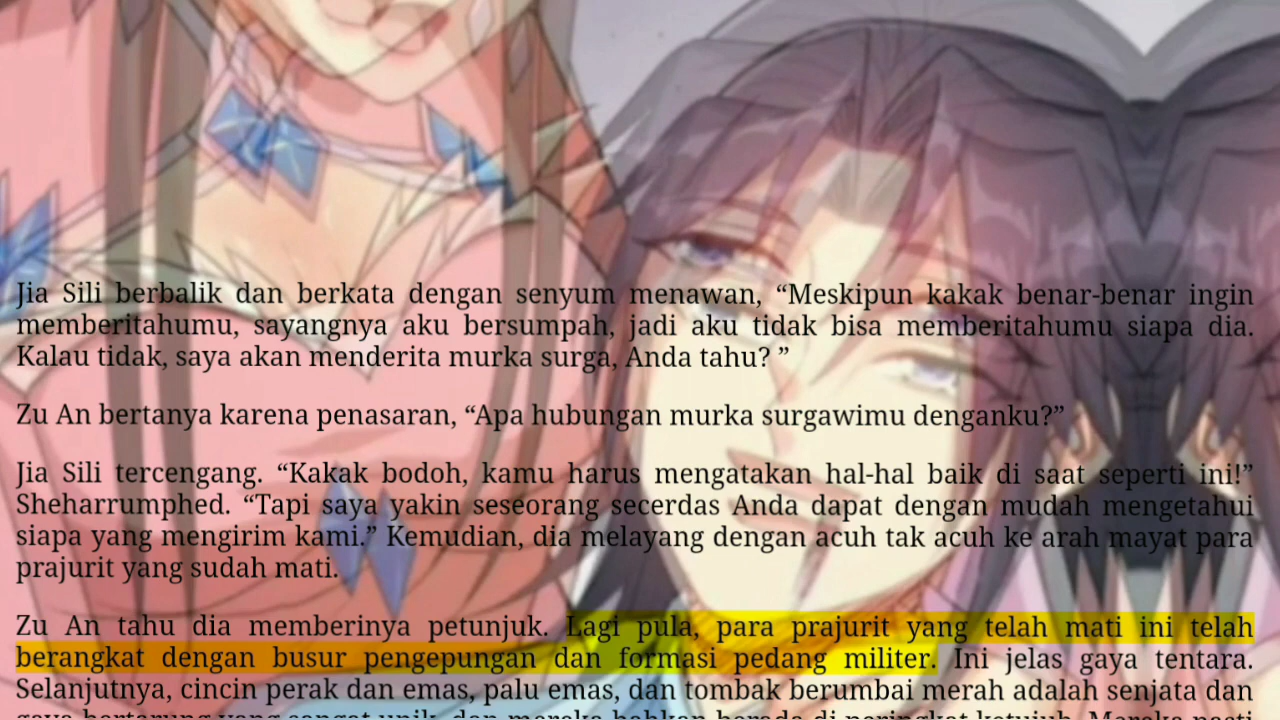 Jia Sili berbalik dan berkata dengan senyum menawan, “Meskipun kakak benar-benar ingin
memberitahumu, sayangnya aku bersumpah, jadi aku tidak bisa memberitahumu siapa dia.
Kalau tidak, saya akan menderita murka surga, Anda tahu? ”
Zu An bertanya karena penasaran, “Apa hubungan murka surgawimu denganku?”
Jia Sili tercengang. “Kakak bodoh, kamu harus mengatakan hal-hal baik di saat seperti ini!”
Sheharrumphed. “Tapi saya yakin seseorang secerdas Anda dapat dengan mudah mengetahui
siapa yang mengirim kami.” Kemudian, dia melayang dengan acuh tak acuh ke arah mayat para
prajurit yang sudah mati.
Zu An tahu dia memberinya petunjuk. Lagi pula, para prajurit yang telah mati ini telah
berangkat dengan busur pengepungan dan formasi pedang militer. Ini jelas gaya tentara.
Selanjutnya, cincin perak dan emas, palu emas, dan tombak berumbai merah adalah senjata dan